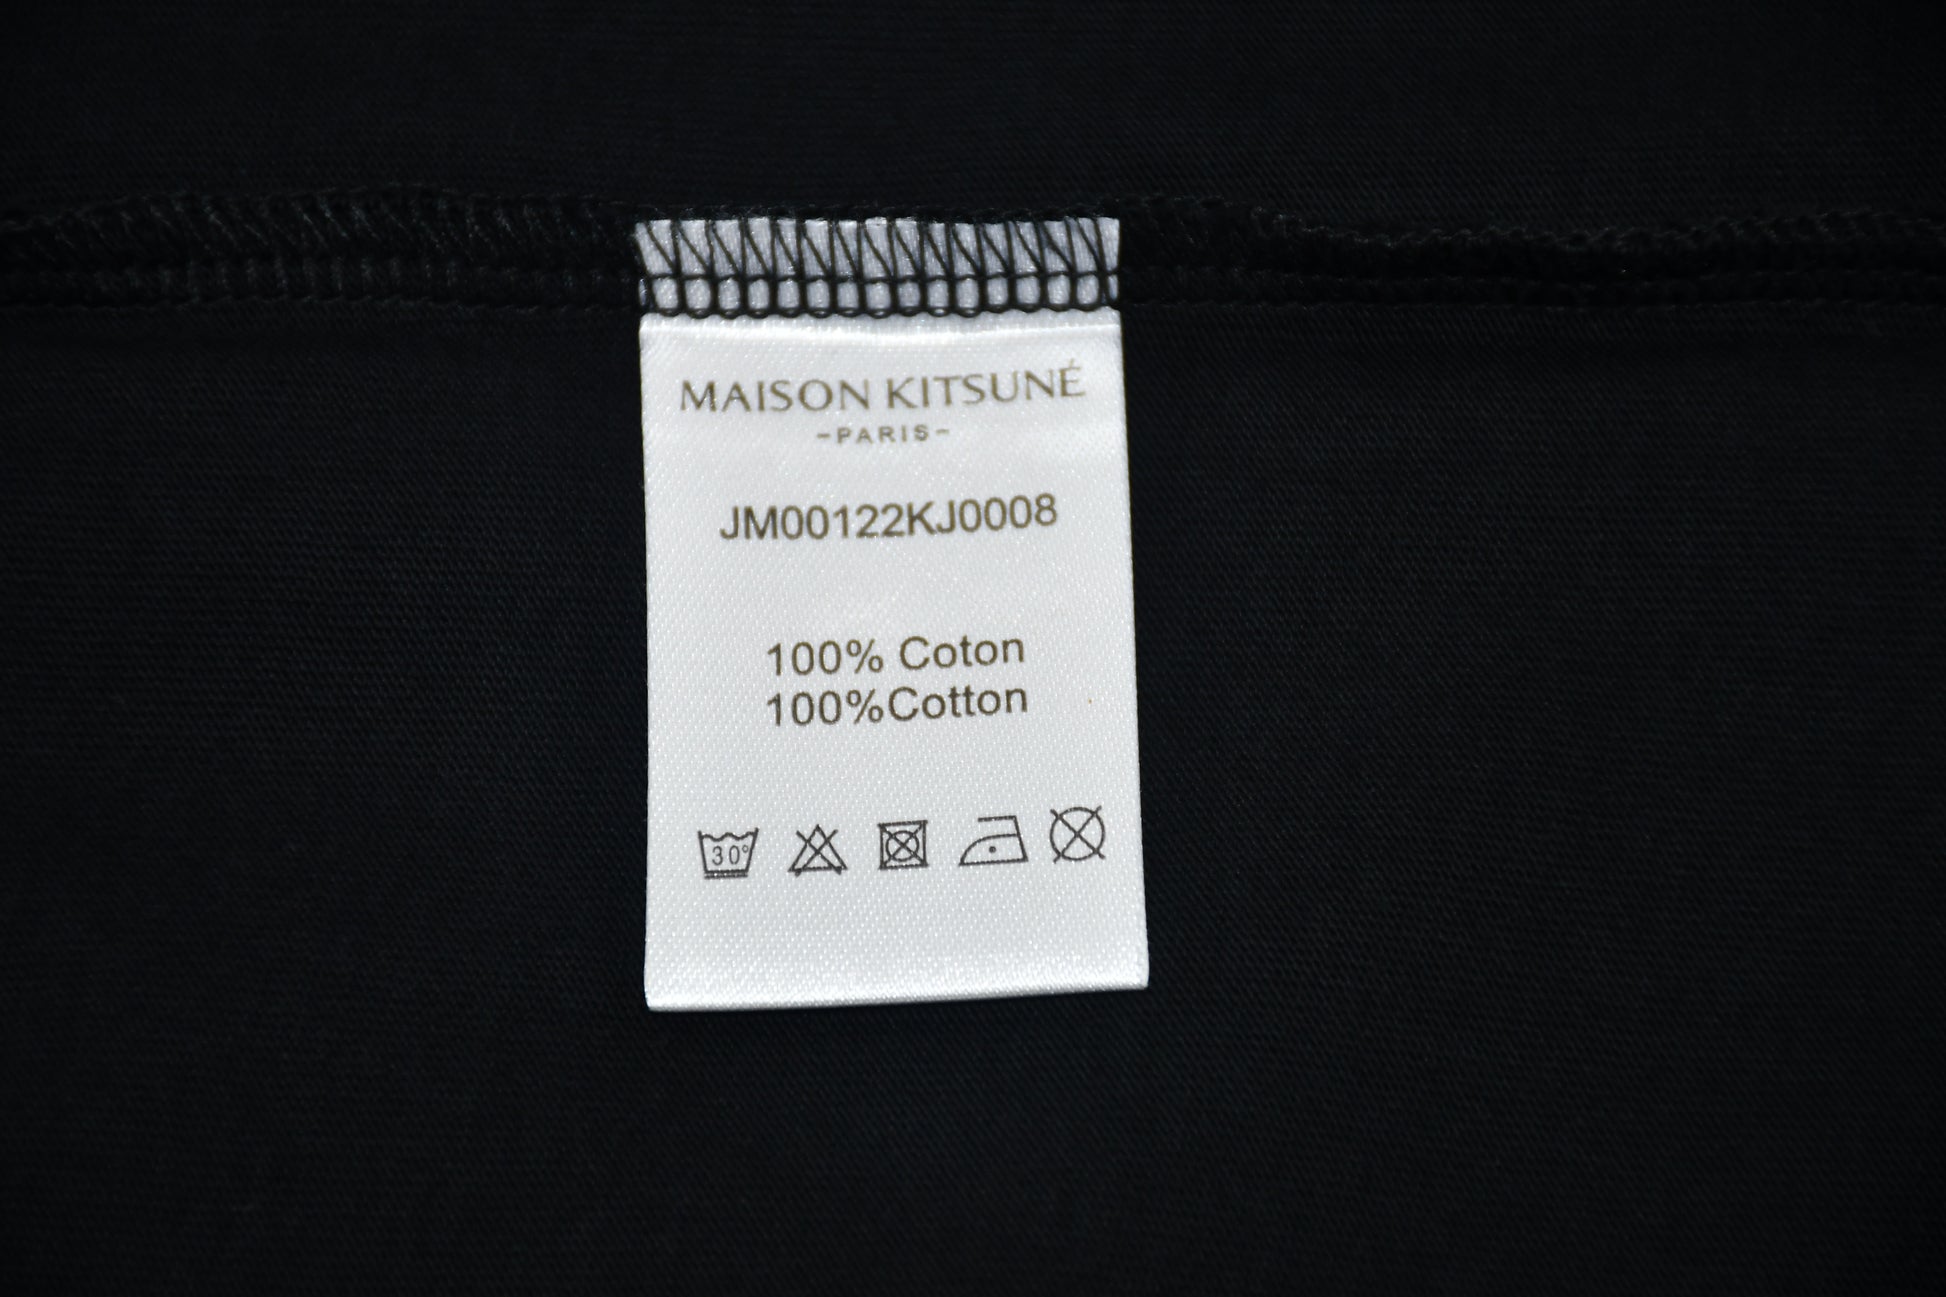 MAISON KITSUNÉ
-PARIS-
JM00122KJ0008
100% Coton
100%Cotton
30°